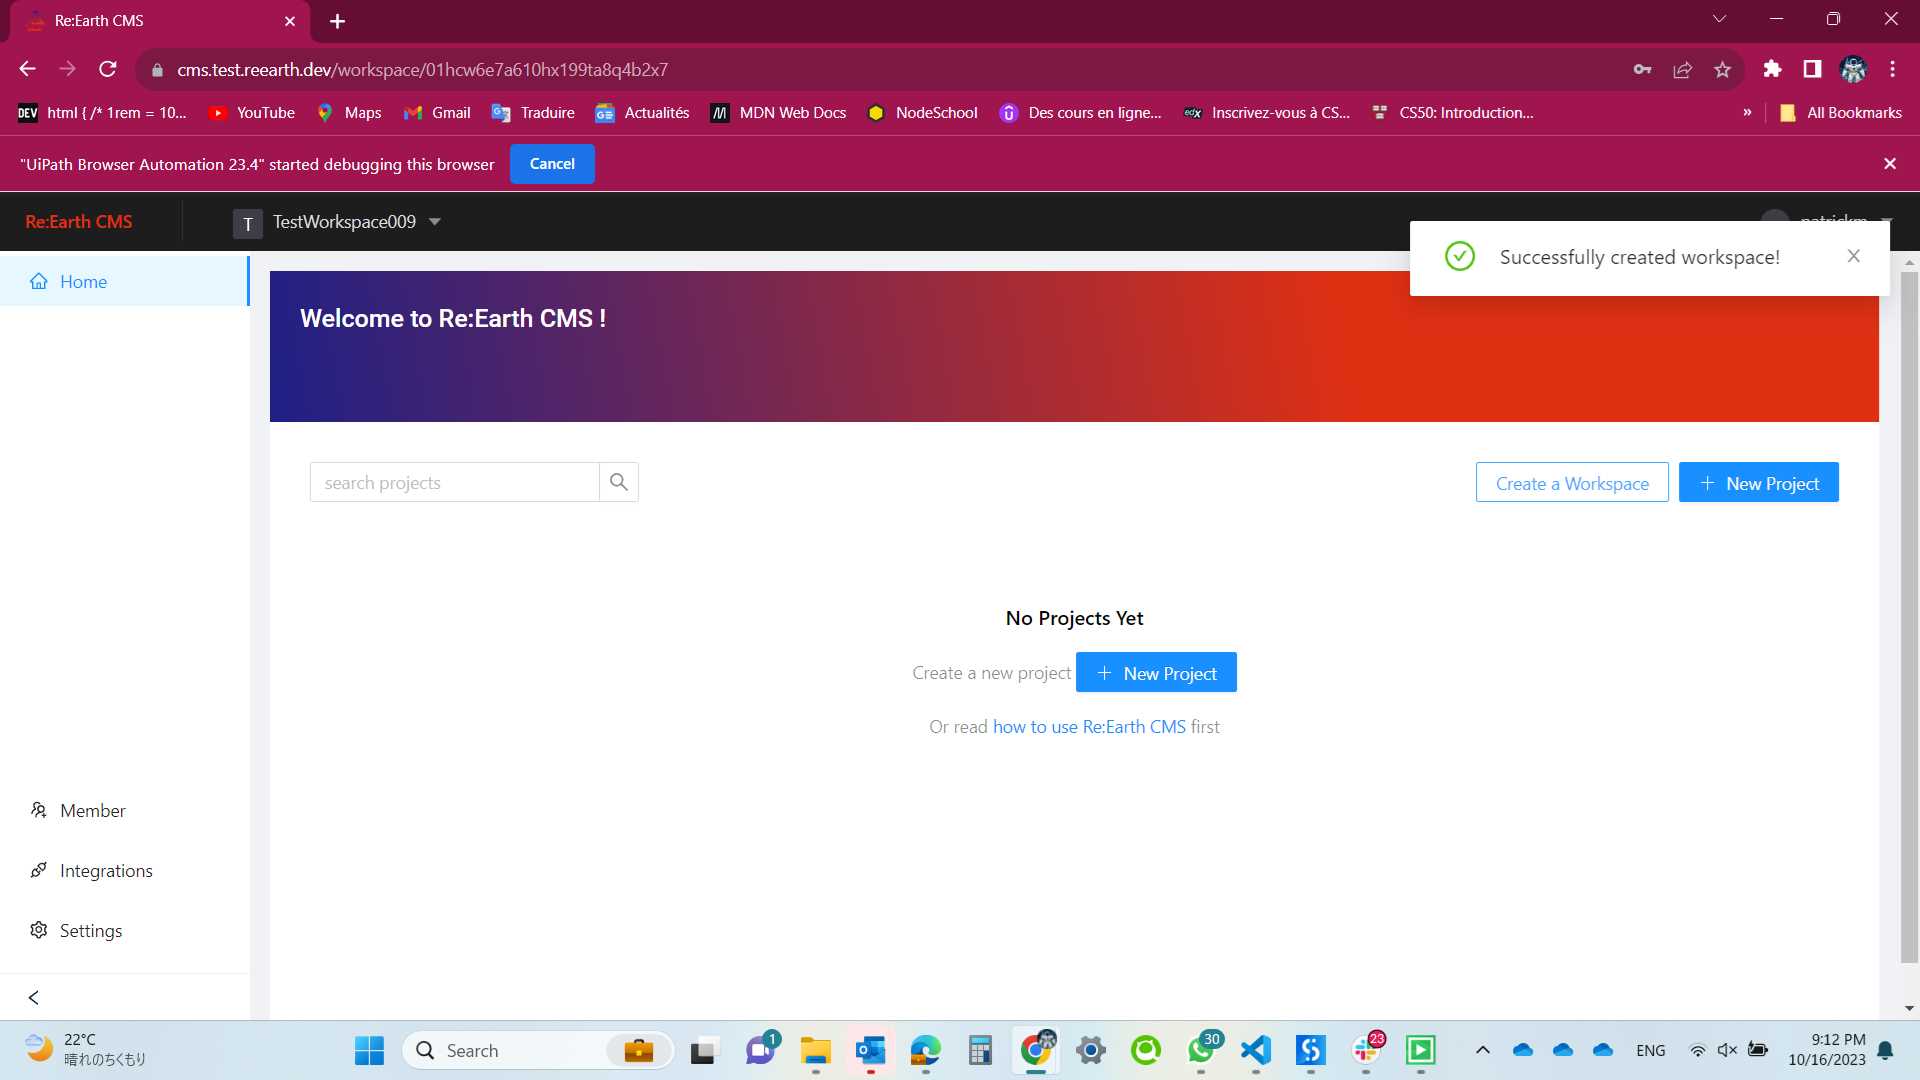 Re:Earth CMS
cms.test.reearth.dev/workspace/01hcw6e7a610hx199ta8q4b2x7
DEV html { /* 1rem = 10... YouTube Maps Gmail Traduire Actualités MDN Web Docs NodeSchool Des cours en ligne... edX Inscrivez-vous à CS... CS50: Introduction... » All Bookmarks
"UiPath Browser Automation 23.4" started debugging this browser Cancel
Re:Earth CMS T TestWorkspace009 patrickm
Successfully created workspace!
Home
Welcome to Re:Earth CMS !
search projects
Create a Workspace
New Project
No Projects Yet
Create a new project New Project
Or read how to use Re:Earth CMS first
Member
Integrations
Settings
22°C
晴れのちくもり
Search
1
30
23
ENG
9:12 PM
10/16/2023